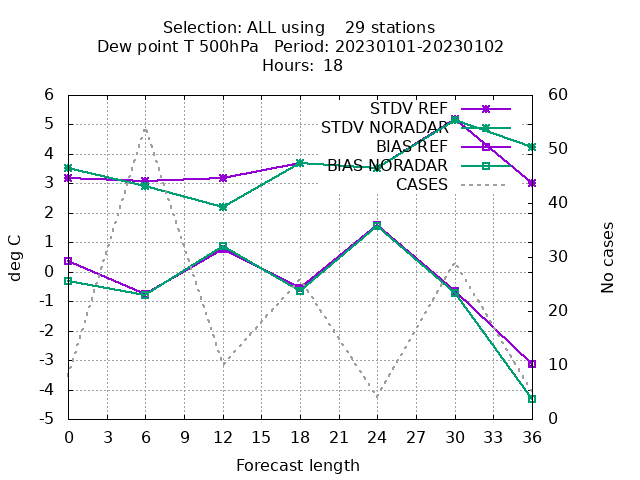 Selection: ALL using    29 stations
Dew point T 500hPa   Period: 20230101-20230102
Hours: 18
STDV REF
STDV NORADAR
BIAS REF
BIAS NORADAR
CASES
6
5
4
3
2
1
0
-1
-2
-3
-4
-5
60
50
40
30
20
10
0
deg C
No cases
0 3 6 9 12 15 18 21 24 27 30 33 36
Forecast length